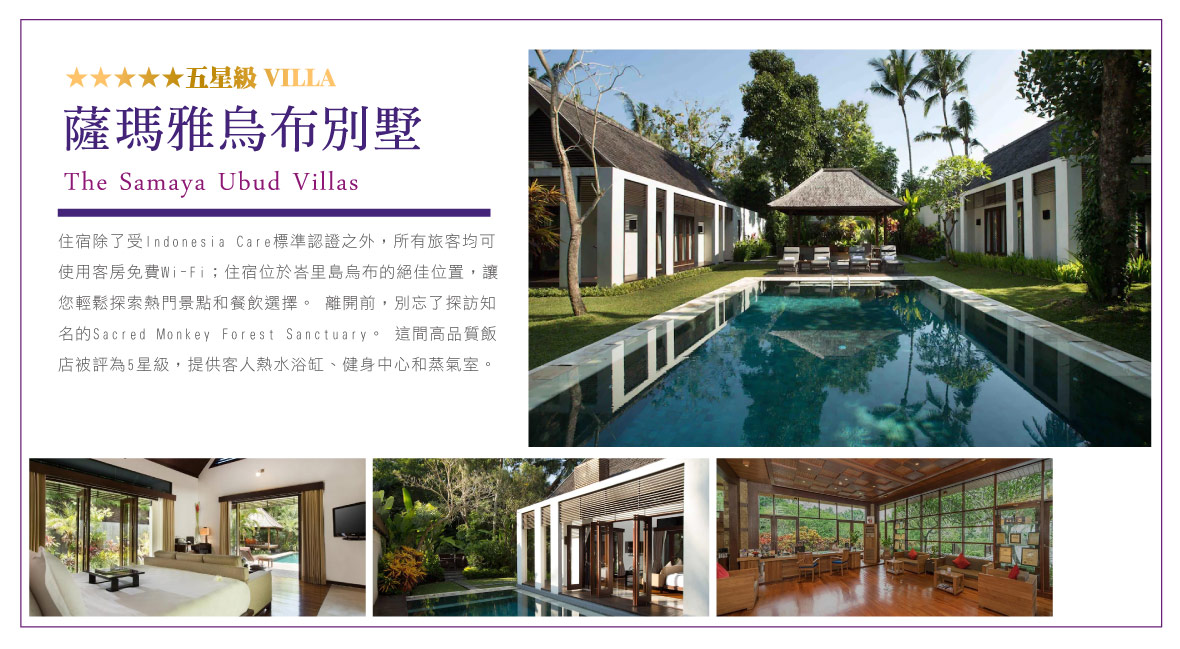 ★★★★★五星級 VILLA
薩瑪雅烏布別墅
The Samaya Ubud Villas
住宿除了受Indonesia Care標準認證之外，所有旅客均可
使用客房免費Wi-Fi；住宿位於峇里島烏布的絕佳位置，讓
您輕鬆探索熱門景點和餐飲選擇。 離開前，別忘了探訪知
名的Sacred Monkey Forest Sanctuary。 這間高品質飯
店被評為5星級，提供客人熱水浴缸、健身中心和蒸氣室。